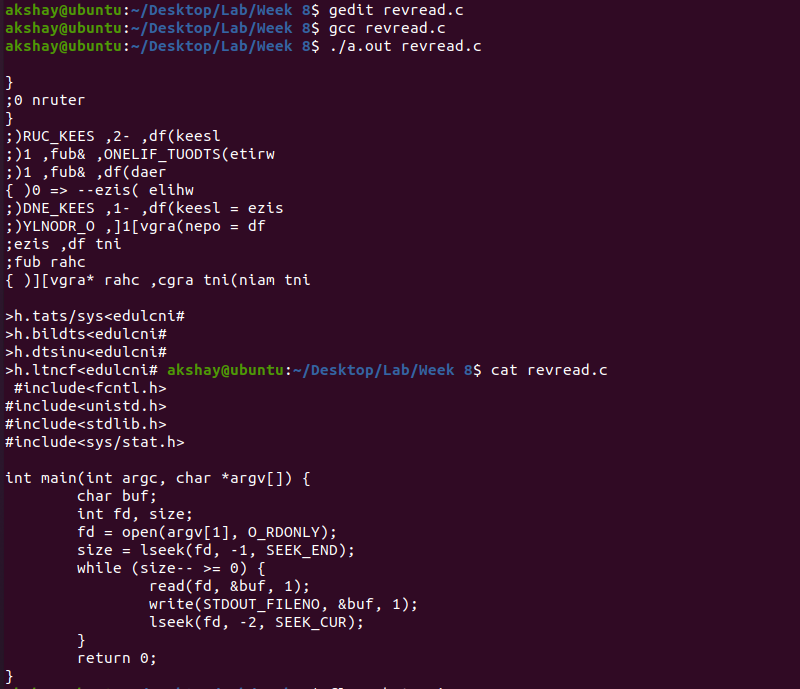 akshay@ubuntu:~/Desktop/Lab/Week 8$ gedit revread.c
akshay@ubuntu:~/Desktop/Lab/Week 8$ gcc revread.c
akshay@ubuntu:~/Desktop/Lab/Week 8$ ./a.out revread.c

}
;0 nruter
}
;)RUC_KEES ,2- ,df(keesl
;)1 ,fub& ,ONELIF_TUODTS(etirw
;)1 ,fub& ,df(daer
{ )0 => --ezis( elihw
;)DNE_KEES ,1- ,df(keesl = ezis
;)YLNODR_O ,]1[vgra(nepo = df
;ezis ,df tni
;fub rahc
{ )][vgra* rahc ,cgra tni(niam tni

>h.tats/sys<edulcni#
>h.bildts<edulcni#
>h.dtsinu<edulcni#
>h.ltncf<edulcni# akshay@ubuntu:~/Desktop/Lab/Week 8$ cat revread.c
 #include<fcntl.h>
#include<unistd.h>
#include<stdlib.h>
#include<sys/stat.h>

int main(int argc, char *argv[]) {
        char buf;
        int fd, size;
        fd = open(argv[1], O_RDONLY);
        size = lseek(fd, -1, SEEK_END);
        while (size-- >= 0) {
                read(fd, &buf, 1);
                write(STDOUT_FILENO, &buf, 1);
                lseek(fd, -2, SEEK_CUR);
        }
        return 0;
}